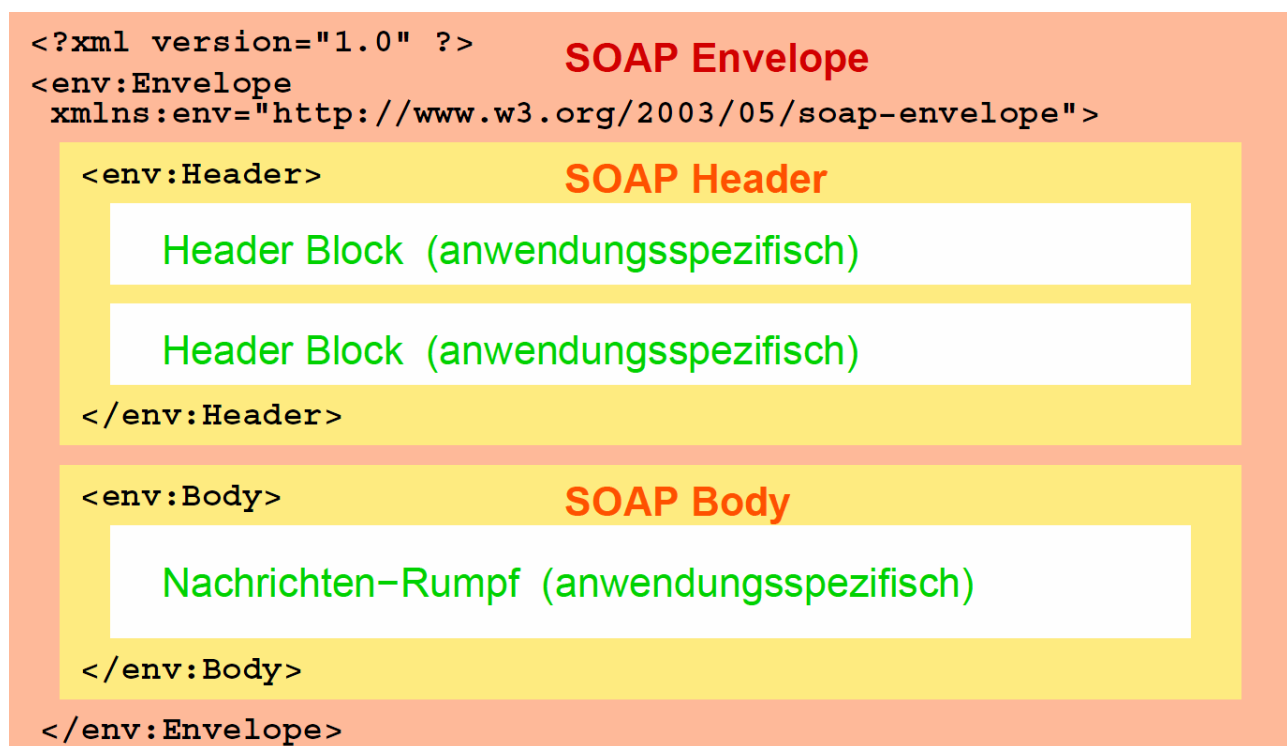 <?xml version="1.0" ?>
SOAP Envelope
<env:Envelope
xmlns:env="http://www.w3.org/2003/05/soap-envelope">
<env:Header> SOAP Header
Header Block (anwendungsspezifisch)
Header Block (anwendungsspezifisch)
</env:Header>
<env:Body> SOAP Body
Nachrichten−Rumpf (anwendungsspezifisch)
</env:Body>
</env:Envelope>